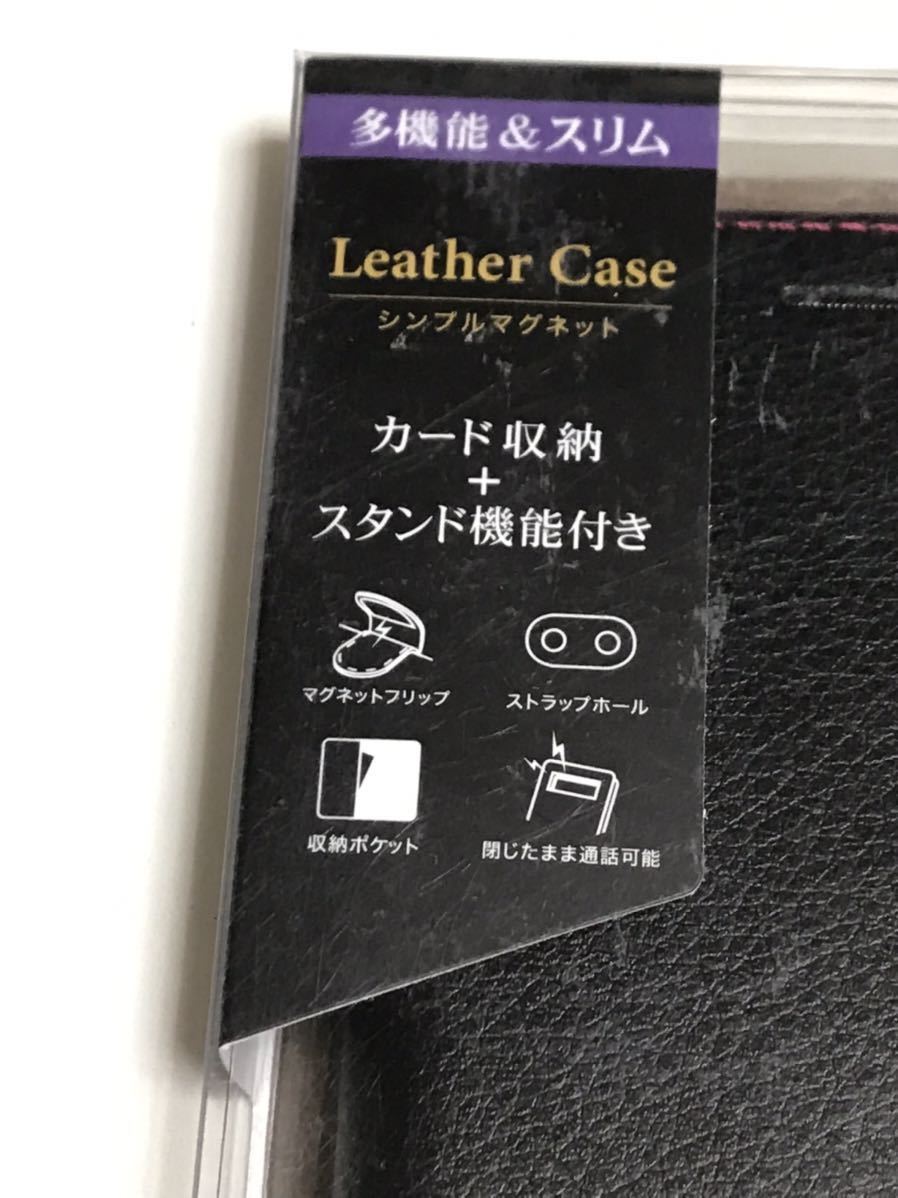 多機能&スリム
Leather Case
シンプルマグネット
カード収納
+
スタンド機能付き
マグネットフリップ
ストラップホール
収納ポケット
閉じたまま通話可能